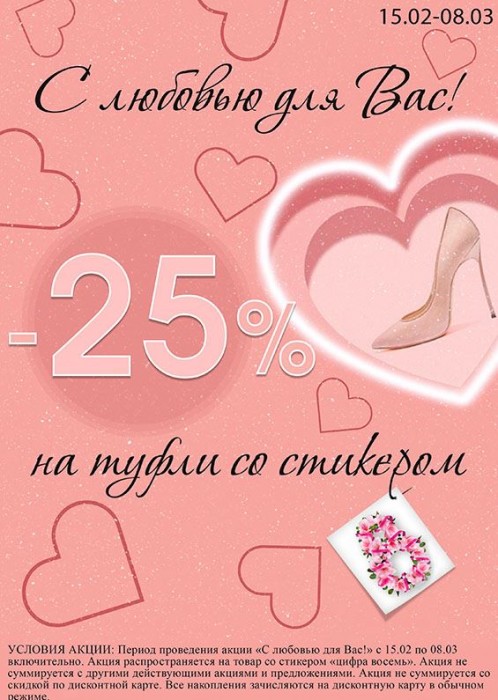 15.02-08.03
С любовью для Вас!
-25%
на туфли со стикером
8
УСЛОВИЯ АКЦИИ: Период проведения акции «С любовью для Вас!» с 15.02 по 08.03
включительно. Акция распространяется на товар со стикером «цифра восемь». Акция не
суммируется с другими действующими акциями и предложениями. Акция не суммируется со
скидкой по дисконтной карте. Все накопления зачисляются на дисконтную карту в обычном
режиме.